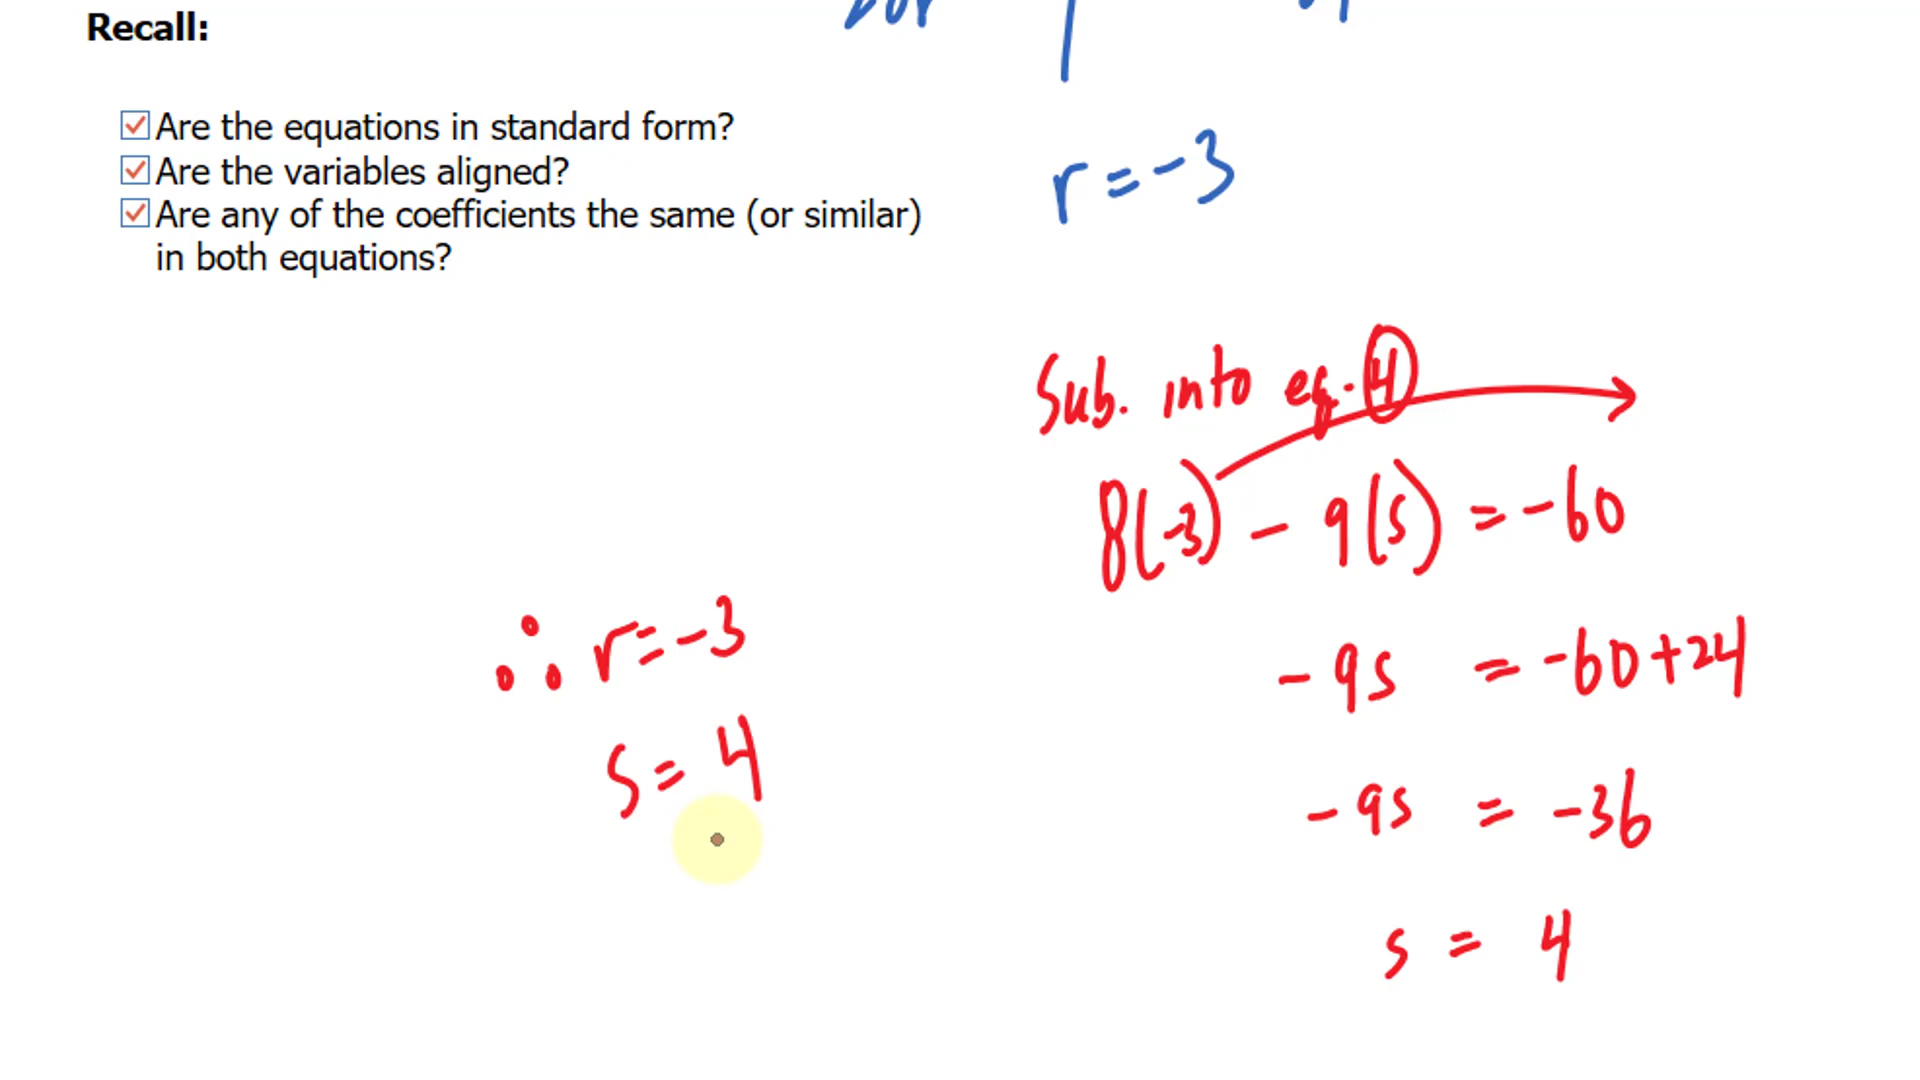 Recall:
Are the equations in standard form?
Are the variables aligned?
Are any of the coefficients the same (or similar)
in both equations?
r = -3
Sub. into eq. 4
8(-3) - 9(s) = -60
-9s = -60+24
-9s = -36
s = 4
∴ r = -3
s = 4